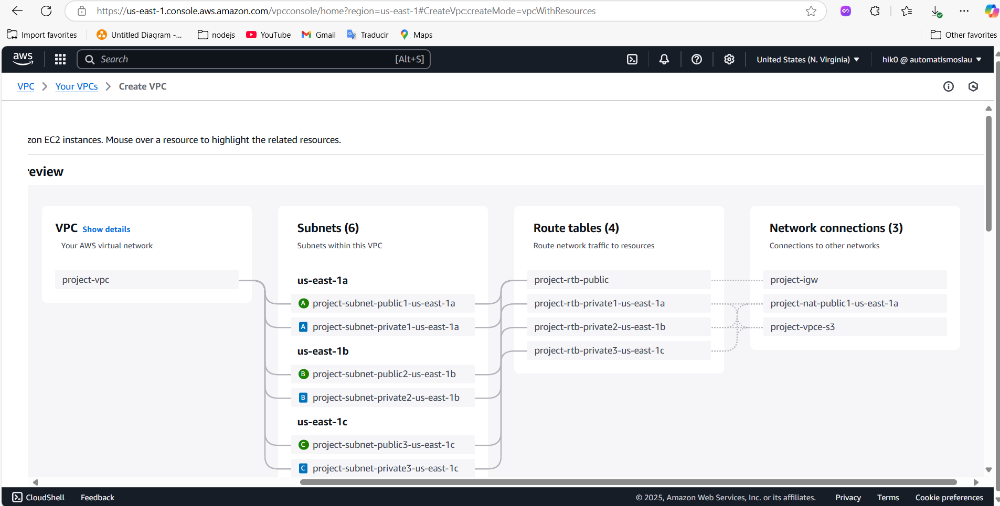 https://us-east-1.console.aws.amazon.com/vpcconsole/home?region=us-east-1#CreateVpc:createMode=vpcWithResources
Import favorites
Untitled Diagram -...
nodejs
YouTube
Gmail
Traducir
Maps
Other favorites
aws
Search
[Alt+S]
United States (N. Virginia)
hik0 @ automatismoslau
VPC
Your VPCs
Create VPC
zon EC2 instances. Mouse over a resource to highlight the related resources.
review
VPC Show details
Your AWS virtual network
project-vpc
Subnets (6)
Subnets within this VPC
us-east-1a
A project-subnet-public1-us-east-1a
A project-subnet-private1-us-east-1a
us-east-1b
B project-subnet-public2-us-east-1b
B project-subnet-private2-us-east-1b
us-east-1c
C project-subnet-public3-us-east-1c
C project-subnet-private3-us-east-1c
Route tables (4)
Route network traffic to resources
project-rtb-public
project-rtb-private1-us-east-1a
project-rtb-private2-us-east-1b
project-rtb-private3-us-east-1c
Network connections (3)
Connections to other networks
project-igw
project-nat-public1-us-east-1a
project-vpce-s3
CloudShell
Feedback
© 2025, Amazon Web Services, Inc. or its affiliates.
Privacy
Terms
Cookie preferences